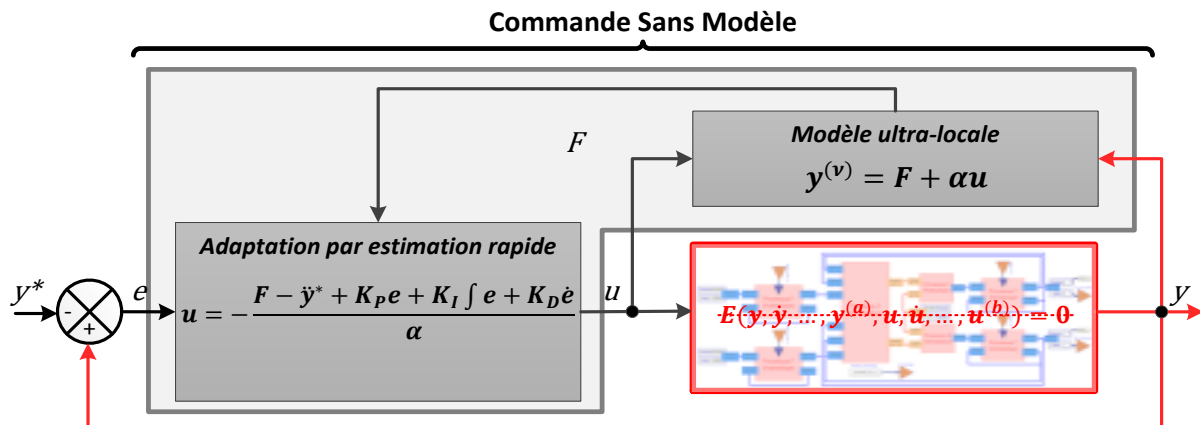 Commande Sans Modèle
Modèle ultra-locale
y^(ν) = F + αu
F
Adaptation par estimation rapide
u = − (F − ÿ* + K_P e + K_I ∫ e + K_D ė) / α
y*
-
+
e
u
E(y, ẏ, …, y^(a), u, u̇, …, u^(b)) = 0
y